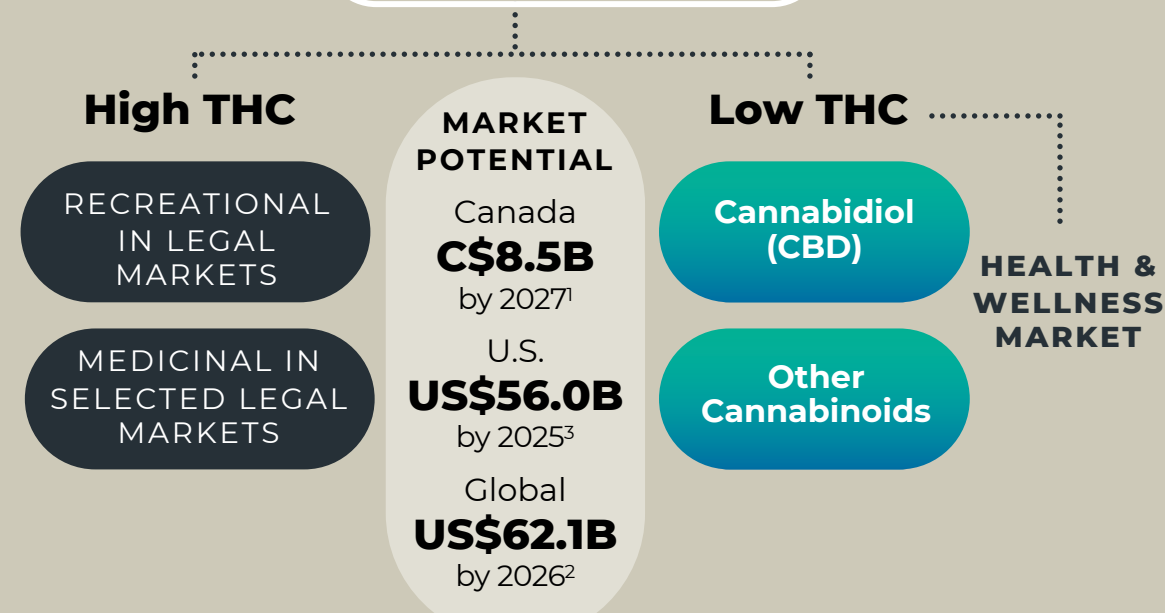 High THC
RECREATIONAL
IN LEGAL
MARKETS
MEDICINAL IN
SELECTED LEGAL
MARKETS
MARKET
POTENTIAL
Canada
C$8.5B
by 2027¹
U.S.
US$56.0B
by 2025³
Global
US$62.1B
by 2026²
Low THC
Cannabidiol
(CBD)
Other
Cannabinoids
HEALTH &
WELLNESS
MARKET